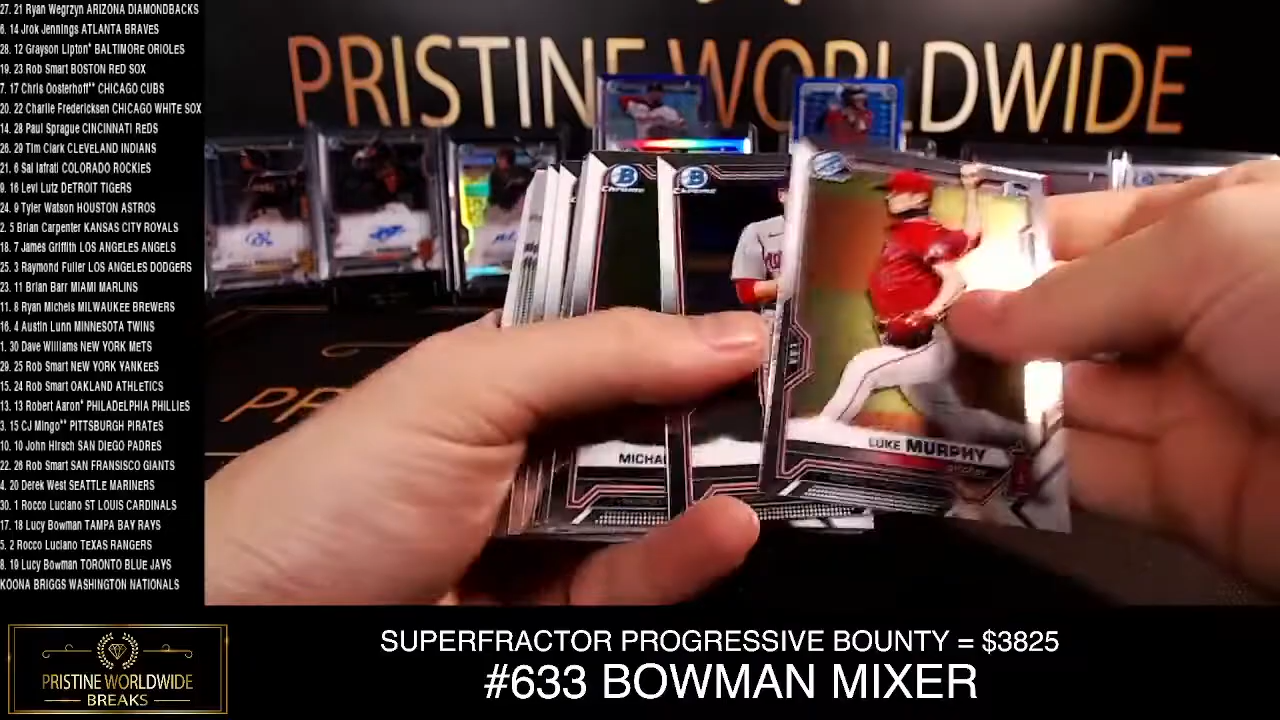 27. 21 Ryan Wegrzyn ARIZONA DIAMONDBACKS
6. 14 Jrok Jennings ATLANTA BRAVES
28. 12 Grayson Lipton* BALTIMORE ORIOLES
19. 23 Rob Smart BOSTON RED SOX
7. 17 Chris Oosterhoff** CHICAGO CUBS
20. 22 Charlie Fredericksen CHICAGO WHITE SOX
14. 28 Paul Sprague CINCINNATI REDS
26. 29 Tim Clark CLEVELAND INDIANS
21. 6 Sal Iafrati COLORADO ROCKIES
9. 16 Levi Lutz DETROIT TIGERS
24. 9 Tyler Watson HOUSTON ASTROS
2. 5 Brian Carpenter KANSAS CITY ROYALS
18. 7 James Griffith LOS ANGELES ANGELS
25. 3 Raymond Fuller LOS ANGELES DODGERS
23. 11 Brian Barr MIAMI MARLINS
11. 8 Ryan Michels MILWAUKEE BREWERS
16. 4 Austin Lunn MINNESOTA TWINS
1. 30 Dave Williams NEW YORK METS
29. 25 Rob Smart NEW YORK YANKEES
15. 24 Rob Smart OAKLAND ATHLETICS
13. 13 Robert Aaron* PHILADELPHIA PHILLIES
3. 15 CJ Mingo** PITTSBURGH PIRATES
10. 10 John Hirsch SAN DIEGO PADRES
22. 26 Rob Smart SAN FRANSISCO GIANTS
4. 20 Derek West SEATTLE MARINERS
30. 1 Rocco Luciano ST LOUIS CARDINALS
17. 18 Lucy Bowman TAMPA BAY RAYS
5. 2 Rocco Luciano TEXAS RANGERS
8. 19 Lucy Bowman TORONTO BLUE JAYS
KOONA BRIGGS WASHINGTON NATIONALS
PRISTINE WORLDWIDE
B
CHROME
B
CHROME
MICHAE
LUKE MURPHY
pitcher
PRISTINE WORLDWIDE
BREAKS
SUPERFRACTOR PROGRESSIVE BOUNTY = $3825
#633 BOWMAN MIXER